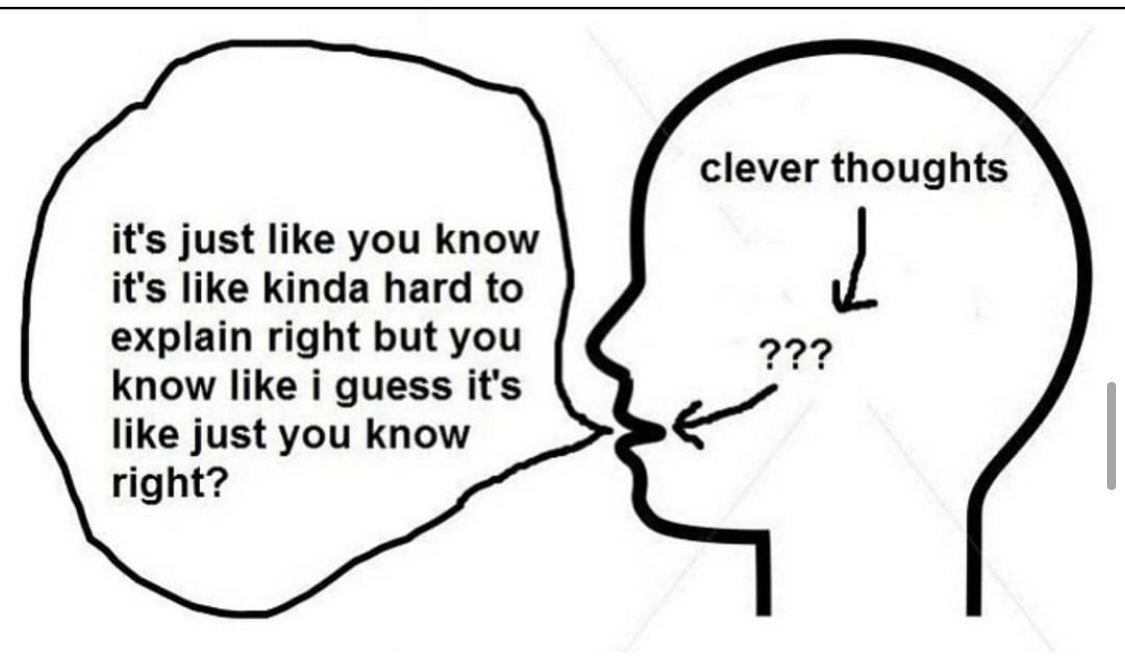 it's just like you know
it's like kinda hard to
explain right but you
know like i guess it's
like just you know
right?
clever thoughts
???